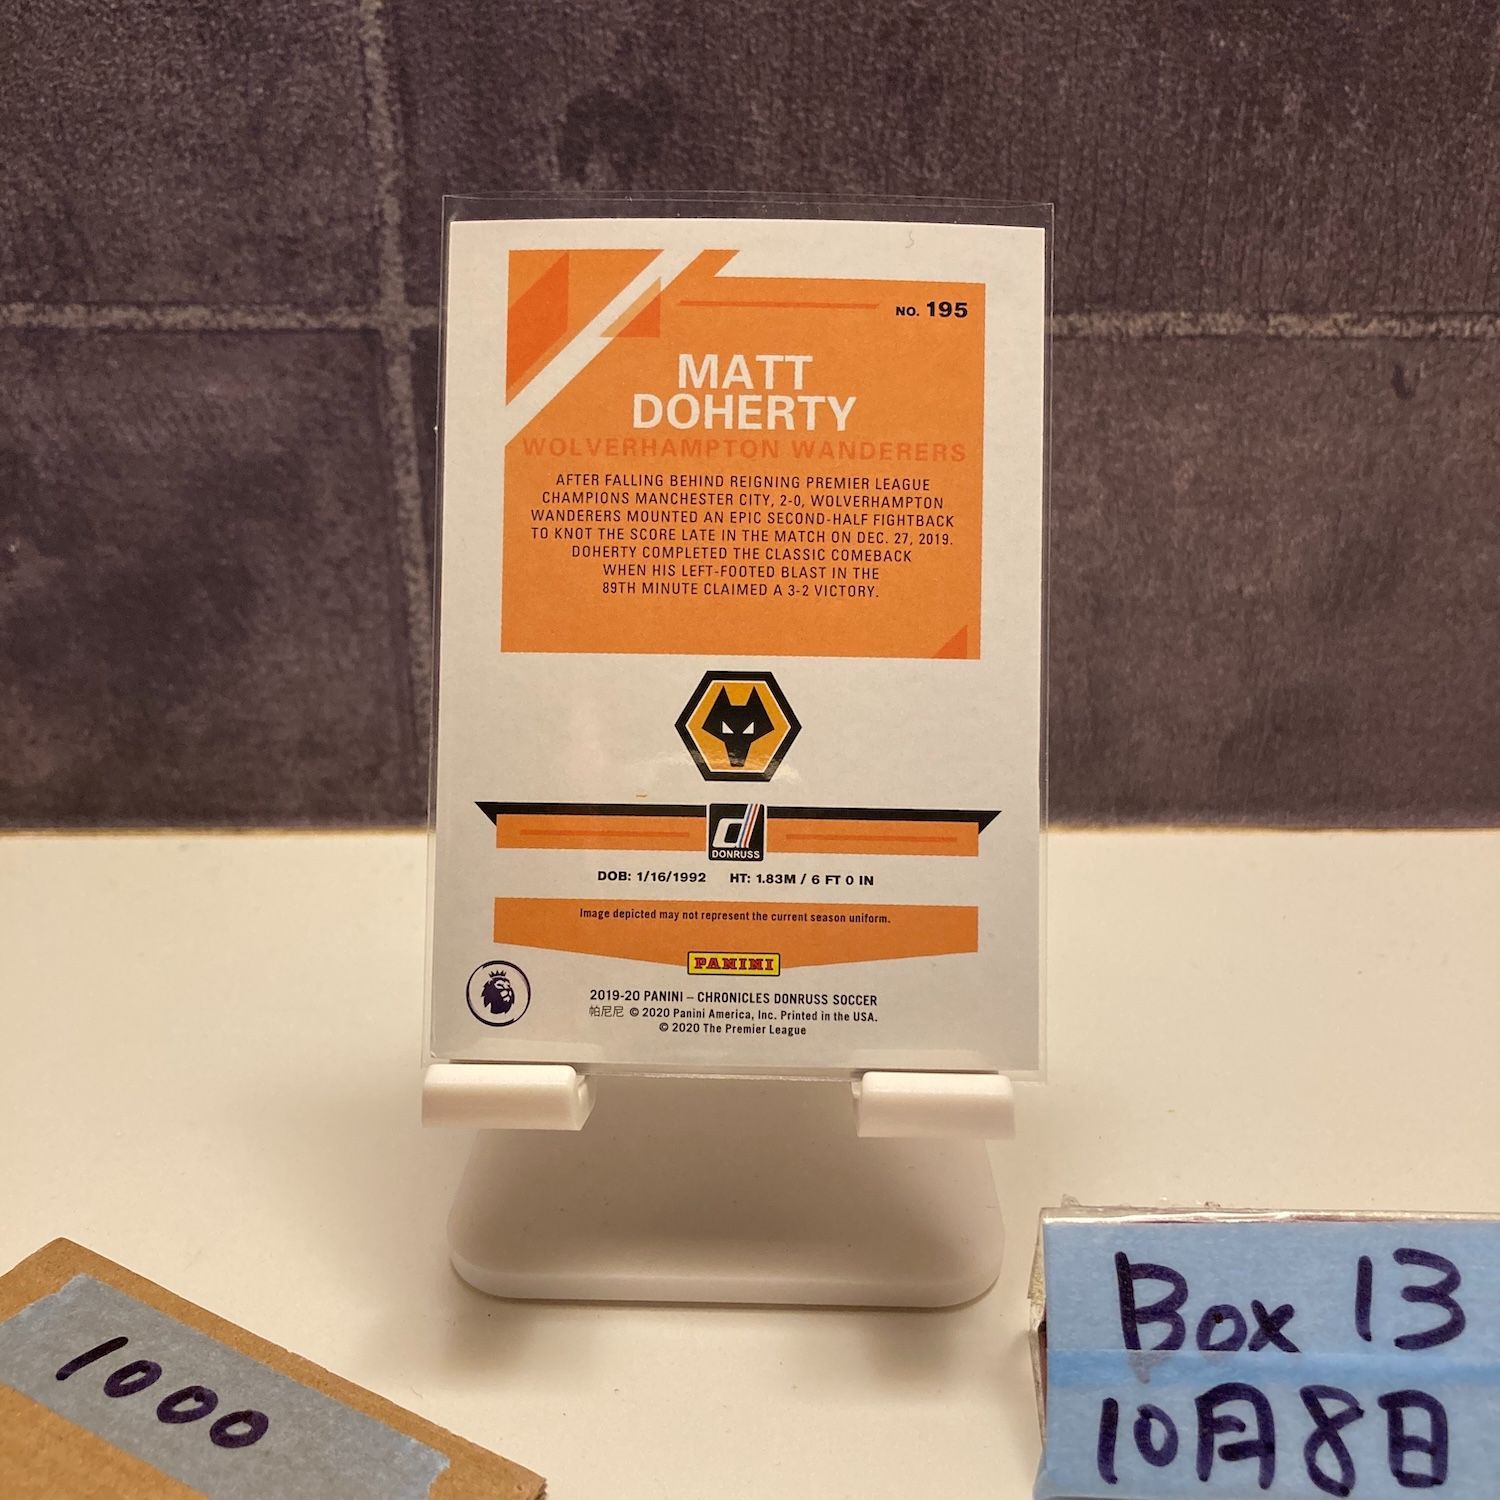 NO. 195
MATT
DOHERTY
WOLVERHAMPTON WANDERERS
AFTER FALLING BEHIND REIGNING PREMIER LEAGUE
CHAMPIONS MANCHESTER CITY, 2-0, WOLVERHAMPTON
WANDERERS MOUNTED AN EPIC SECOND-HALF FIGHTBACK
TO KNOT THE SCORE LATE IN THE MATCH ON DEC. 27, 2019.
DOHERTY COMPLETED THE CLASSIC COMEBACK
WHEN HIS LEFT-FOOTED BLAST IN THE
89TH MINUTE CLAIMED A 3-2 VICTORY.
d
DONRUSS
DOB: 1/16/1992 HT: 1.83M / 6 FT 0 IN
Image depicted may not represent the current season uniform.
PANINI
2019-20 PANINI – CHRONICLES DONRUSS SOCCER
帕尼尼 © 2020 Panini America, Inc. Printed in the USA.
© 2020 The Premier League
1000
Box 13
10月8日